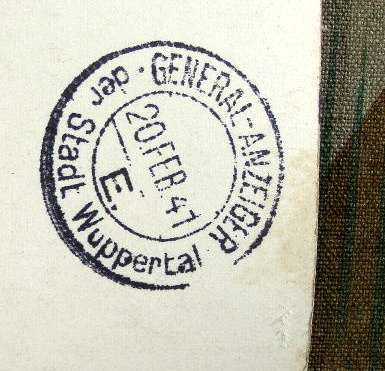 GENERAL-ANZEIGER
der Stadt Wuppertal
20.FEB.41
E.